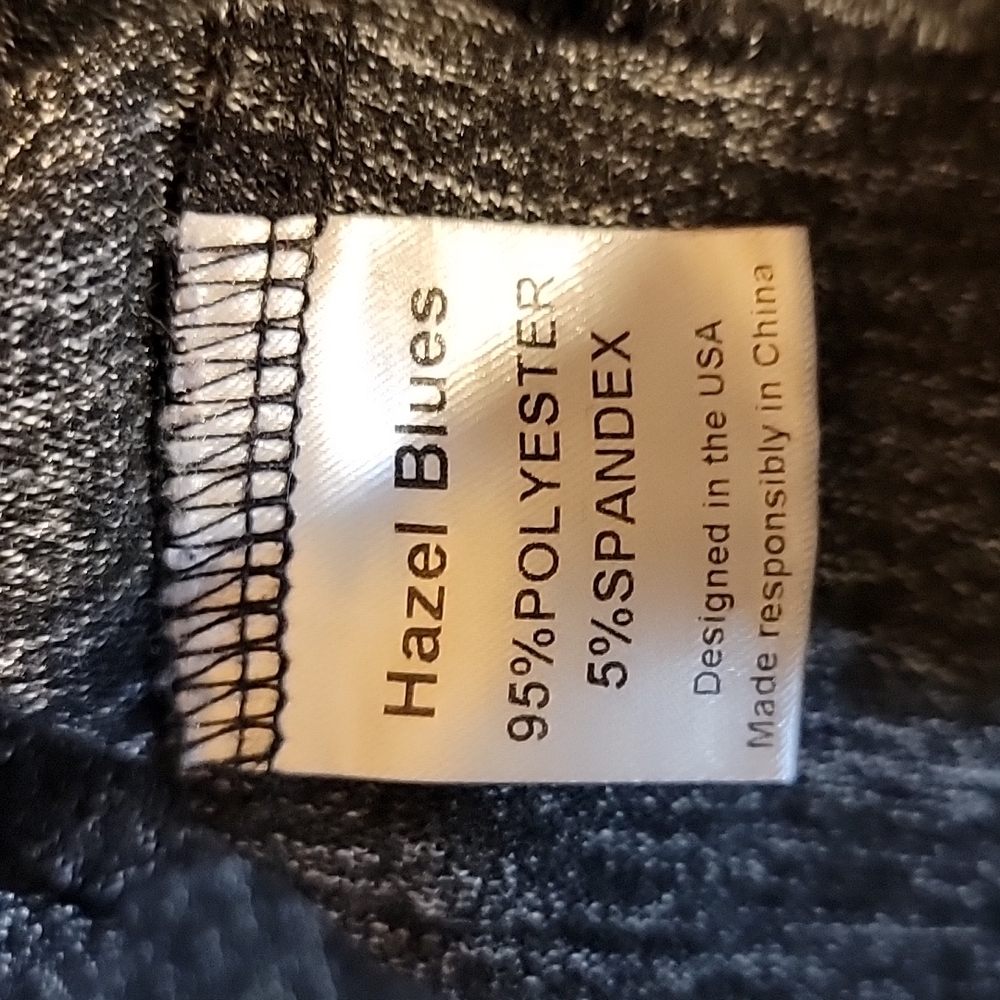 Hazel Blues
95%POLYESTER
5%SPANDEX
Designed in the USA
Made responsibly in China